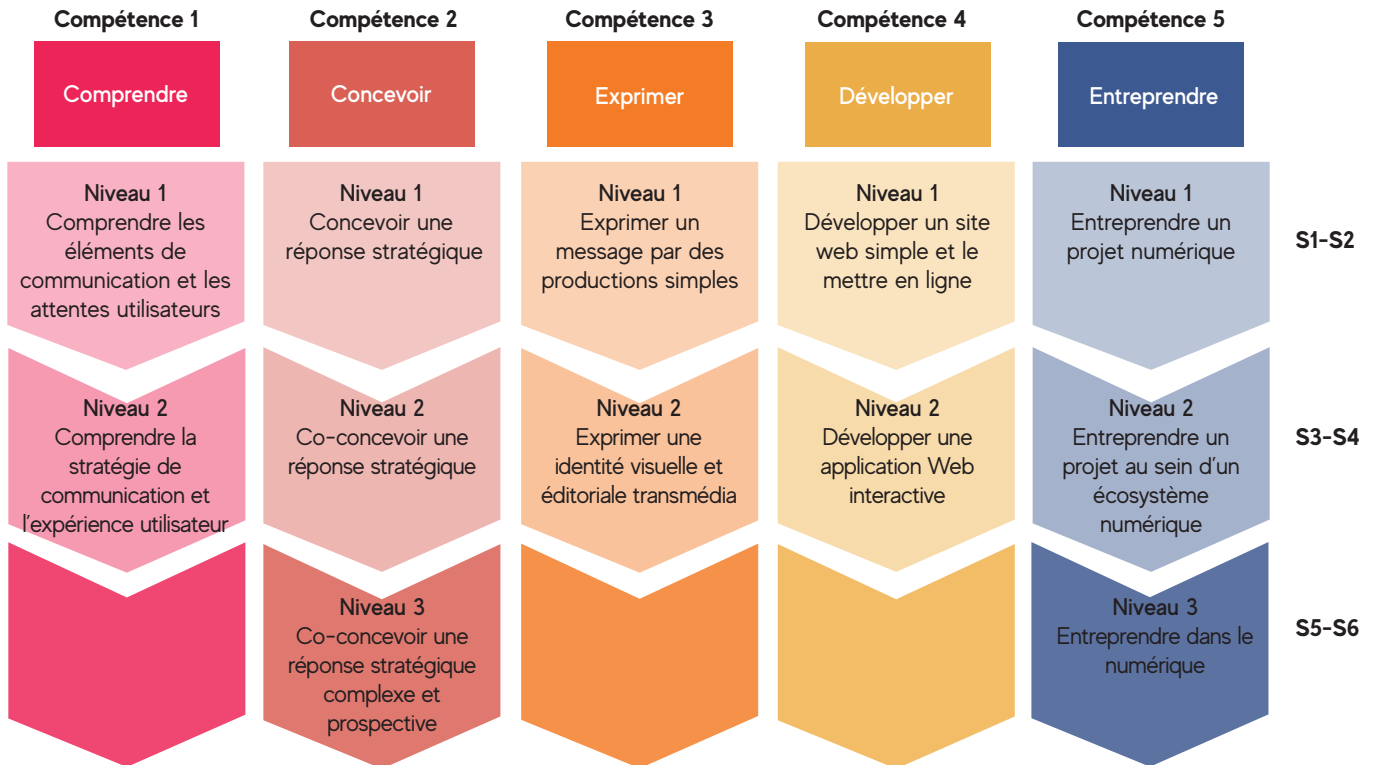 Compétence 1
Compétence 2
Compétence 3
Compétence 4
Compétence 5
Comprendre
Concevoir
Exprimer
Développer
Entreprendre
Niveau 1
Comprendre les
éléments de
communication et les
attentes utilisateurs
Niveau 1
Concevoir une
réponse stratégique
Niveau 1
Exprimer un
message par des
productions simples
Niveau 1
Développer un site
web simple et le
mettre en ligne
Niveau 1
Entreprendre un
projet numérique
S1-S2
Niveau 2
Comprendre la
stratégie de
communication et
l'expérience utilisateur
Niveau 2
Co-concevoir une
réponse stratégique
Niveau 2
Exprimer une
identité visuelle et
éditoriale transmédia
Niveau 2
Développer une
application Web
interactive
Niveau 2
Entreprendre un
projet au sein d'un
écosystème
numérique
S3-S4
Niveau 3
Co-concevoir une
réponse stratégique
complexe et
prospective
Niveau 3
Entreprendre dans le
numérique
S5-S6